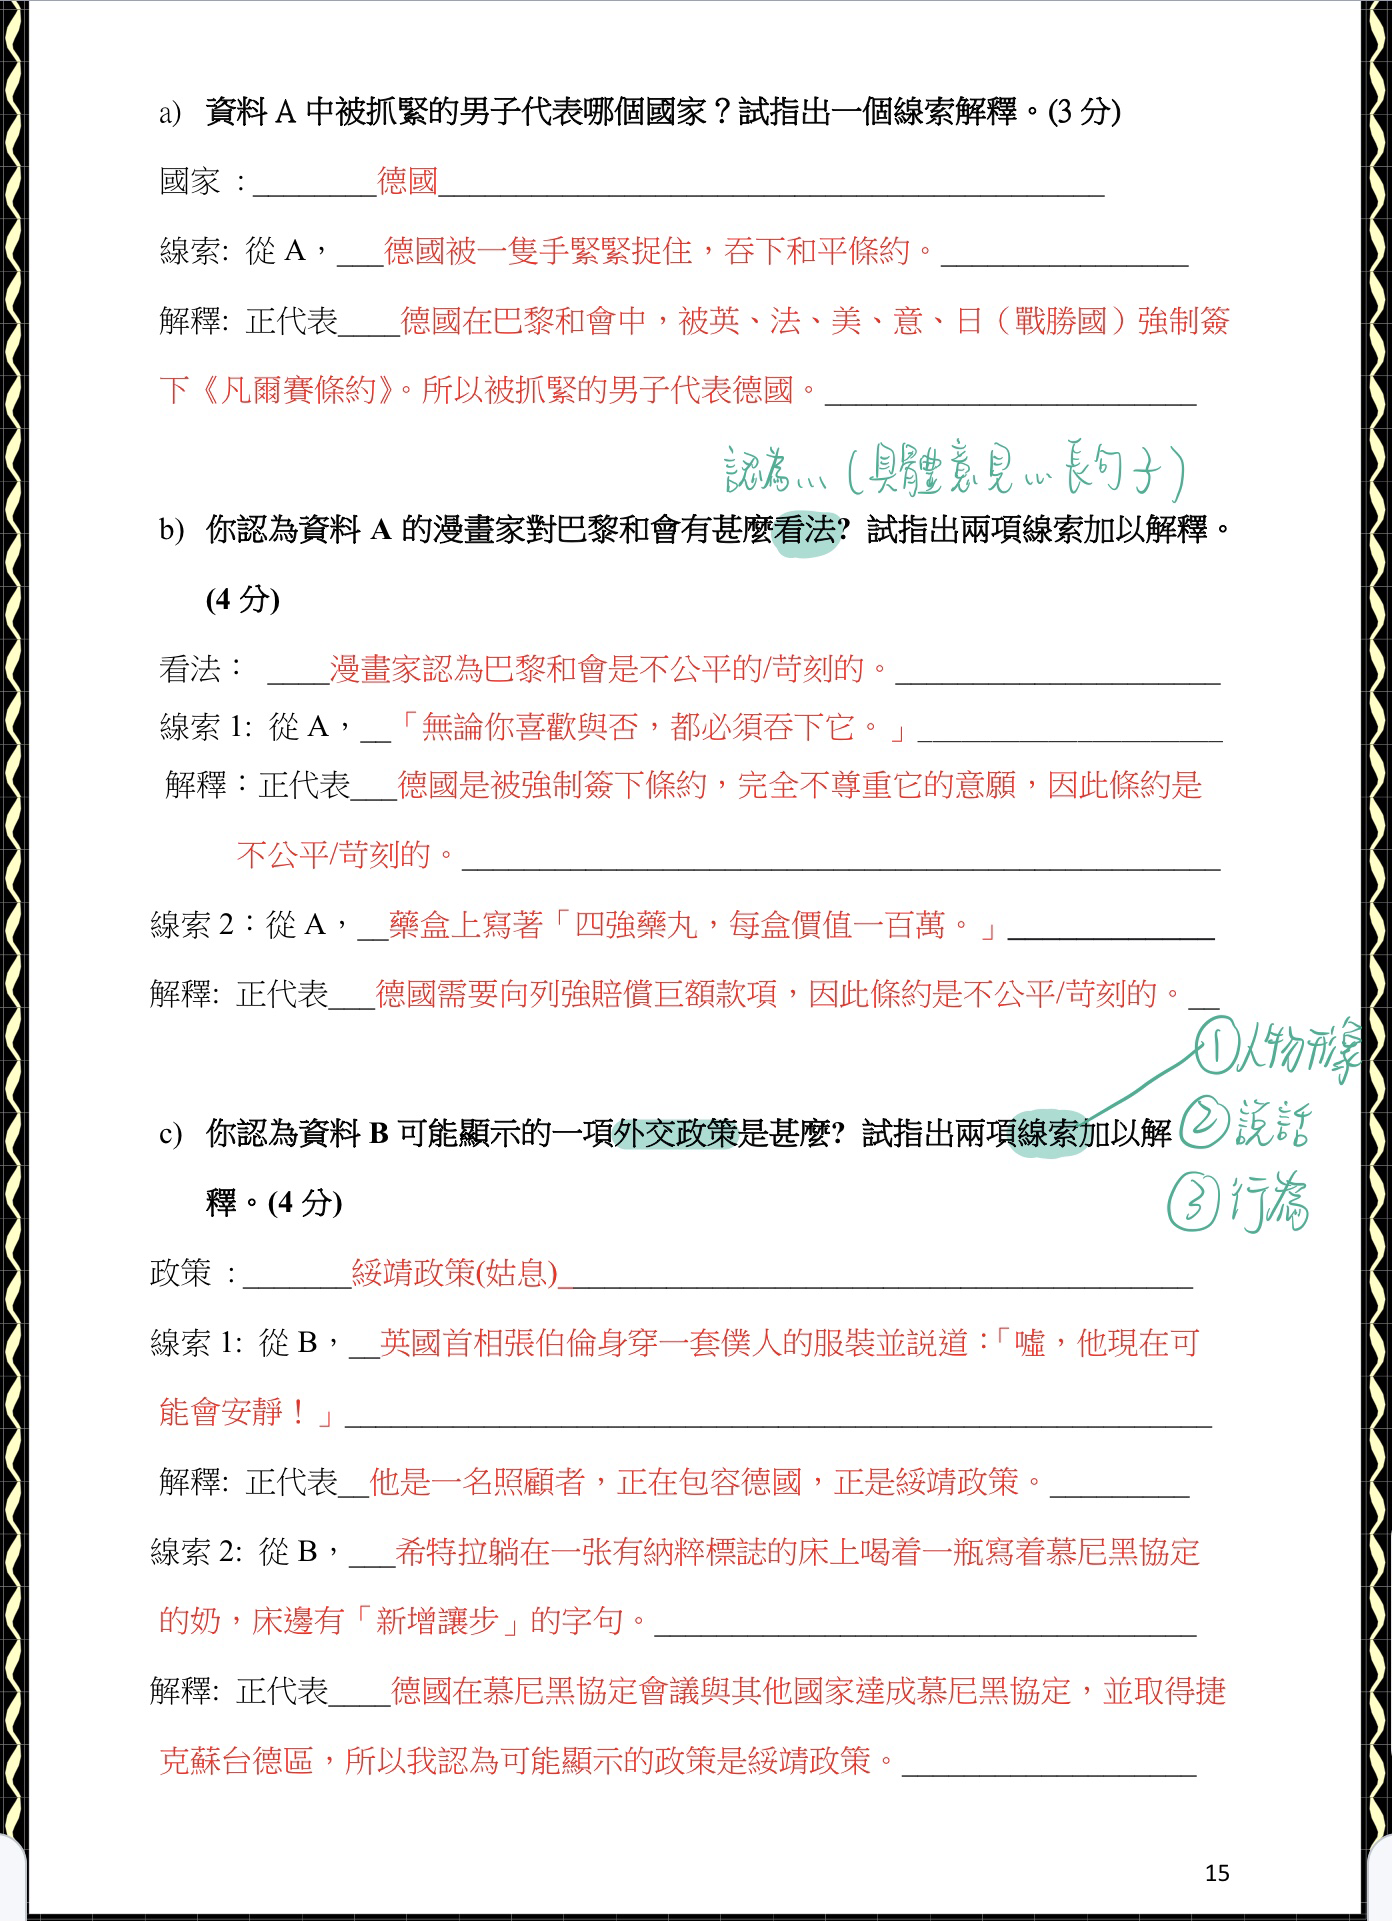 a) 資料 A 中被抓緊的男子代表哪個國家？試指出一個線索解釋。(3 分)
國家 ：________德國___________________________________________
線索: 從 A，___德國被一隻手緊緊捉住，吞下和平條約。________________
解釋: 正代表____德國在巴黎和會中，被英、法、美、意、日（戰勝國）強制簽
下《凡爾賽條約》。所以被抓緊的男子代表德國。________________________
認為... (具體意見...長句子)
b) 你認為資料 A 的漫畫家對巴黎和會有甚麼看法? 試指出兩項線索加以解釋。
(4 分)
看法： ____漫畫家認為巴黎和會是不公平的/苛刻的。_____________________
線索 1: 從 A，__「無論你喜歡與否，都必須吞下它。」____________________
解釋：正代表___德國是被強制簽下條約，完全不尊重它的意願，因此條約是
不公平/苛刻的。_________________________________________________
線索 2：從 A，__藥盒上寫著「四強藥丸，每盒價值一百萬。」_____________
解釋: 正代表___德國需要向列強賠償巨額款項，因此條約是不公平/苛刻的。__
①人物形象
c) 你認為資料 B 可能顯示的一項外交政策是甚麼? 試指出兩項線索加以解
②說話
釋。(4 分)
③行為
政策 ：_______綏靖政策(姑息)_________________________________________
線索 1: 從 B，__英國首相張伯倫身穿一套僕人的服裝並説道：「噓，他現在可
能會安靜！」________________________________________________________
解釋: 正代表__他是一名照顧者，正在包容德國，正是綏靖政策。_________
線索 2: 從 B，___希特拉躺在一张有納粹標誌的床上喝着一瓶寫着慕尼黑協定
的奶，床邊有「新增讓步」的字句。___________________________________
解釋: 正代表____德國在慕尼黑協定會議與其他國家達成慕尼黑協定，並取得捷
克蘇台德區，所以我認為可能顯示的政策是綏靖政策。___________________
15